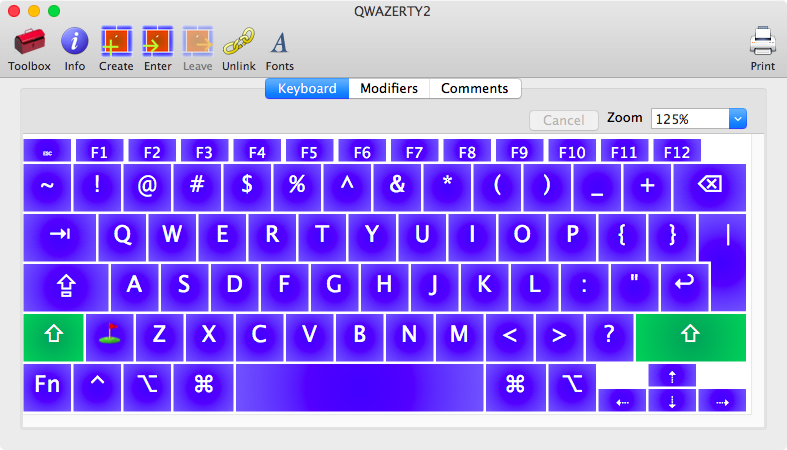 QWAZERTY2
Toolbox Info Create Enter Leave Unlink Fonts Print
Keyboard Modifiers Comments
Cancel Zoom 125%
esc F1 F2 F3 F4 F5 F6 F7 F8 F9 F10 F11 F12
~ ! @ # $ % ^ & * ( ) _ + ⌫
⇥ Q W E R T Y U I O P { } |
⇪ A S D F G H J K L : " ↩
⇧ ⛳ Z X C V B N M < > ? ⇧
Fn ^ ⌥ ⌘ ⌘ ⌥ ⇠ ⇡ ⇣ ⇢